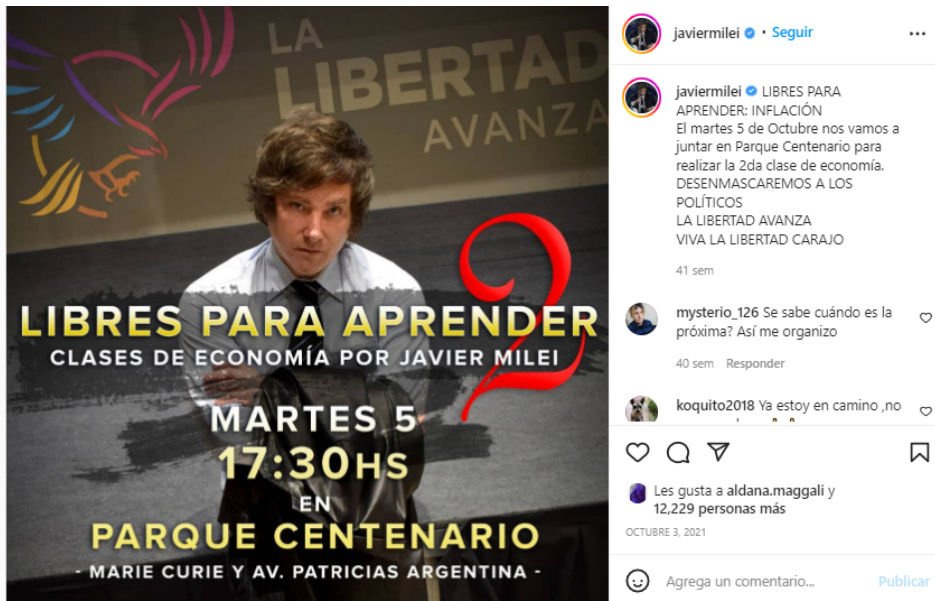 LA
LIBERTAD
AVANZA
2
LIBRES PARA APRENDER
CLASES DE ECONOMÍA POR JAVIER MILEI
MARTES 5
17:30HS
EN
PARQUE CENTENARIO
- MARIE CURIE Y AV. PATRICIAS ARGENTINA -
javiermilei • Seguir
javiermilei LIBRES PARA
APRENDER: INFLACIÓN
El martes 5 de Octubre nos vamos a
juntar en Parque Centenario para
realizar la 2da clase de economía.
DESENMASCAREMOS A LOS
POLÍTICOS
LA LIBERTAD AVANZA
VIVA LA LIBERTAD CARAJO
41 sem
mysterio_126 Se sabe cuándo es la
próxima? Así me organizo
40 sem Responder
koquito2018 Ya estoy en camino ,no
Les gusta a aldana.maggali y
12,229 personas más
OCTUBRE 3, 2021
Agrega un comentario... Publicar